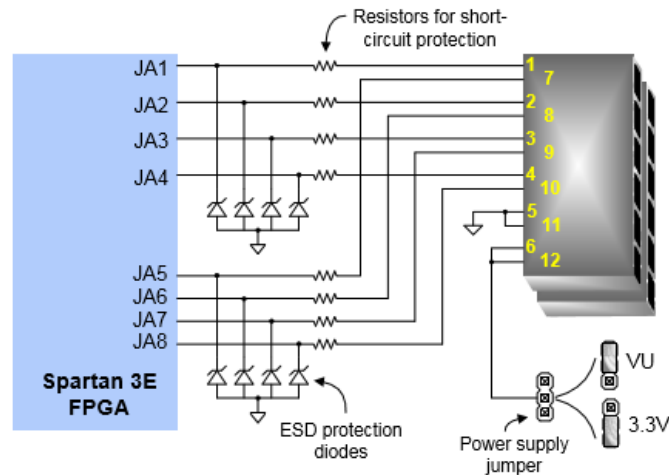 Resistors for short-
circuit protection
JA1
JA2
JA3
JA4
JA5
JA6
JA7
JA8
Spartan 3E
FPGA
1
7
2
8
3
9
4
10
5
11
6
12
ESD protection
diodes
Power supply
jumper
VU
3.3V